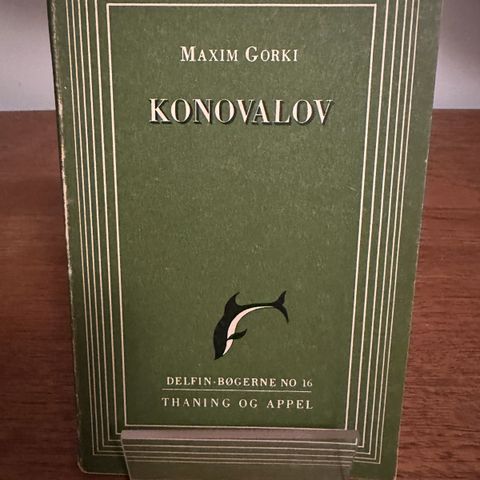 MAXIM GORKI
KONOVALOV
DELFIN-BØGERNE NO 16
THANING OG APPEL